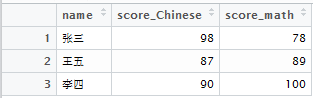 name score_Chinese score_math
1 张三 98 78
2 王五 87 89
3 李四 90 100